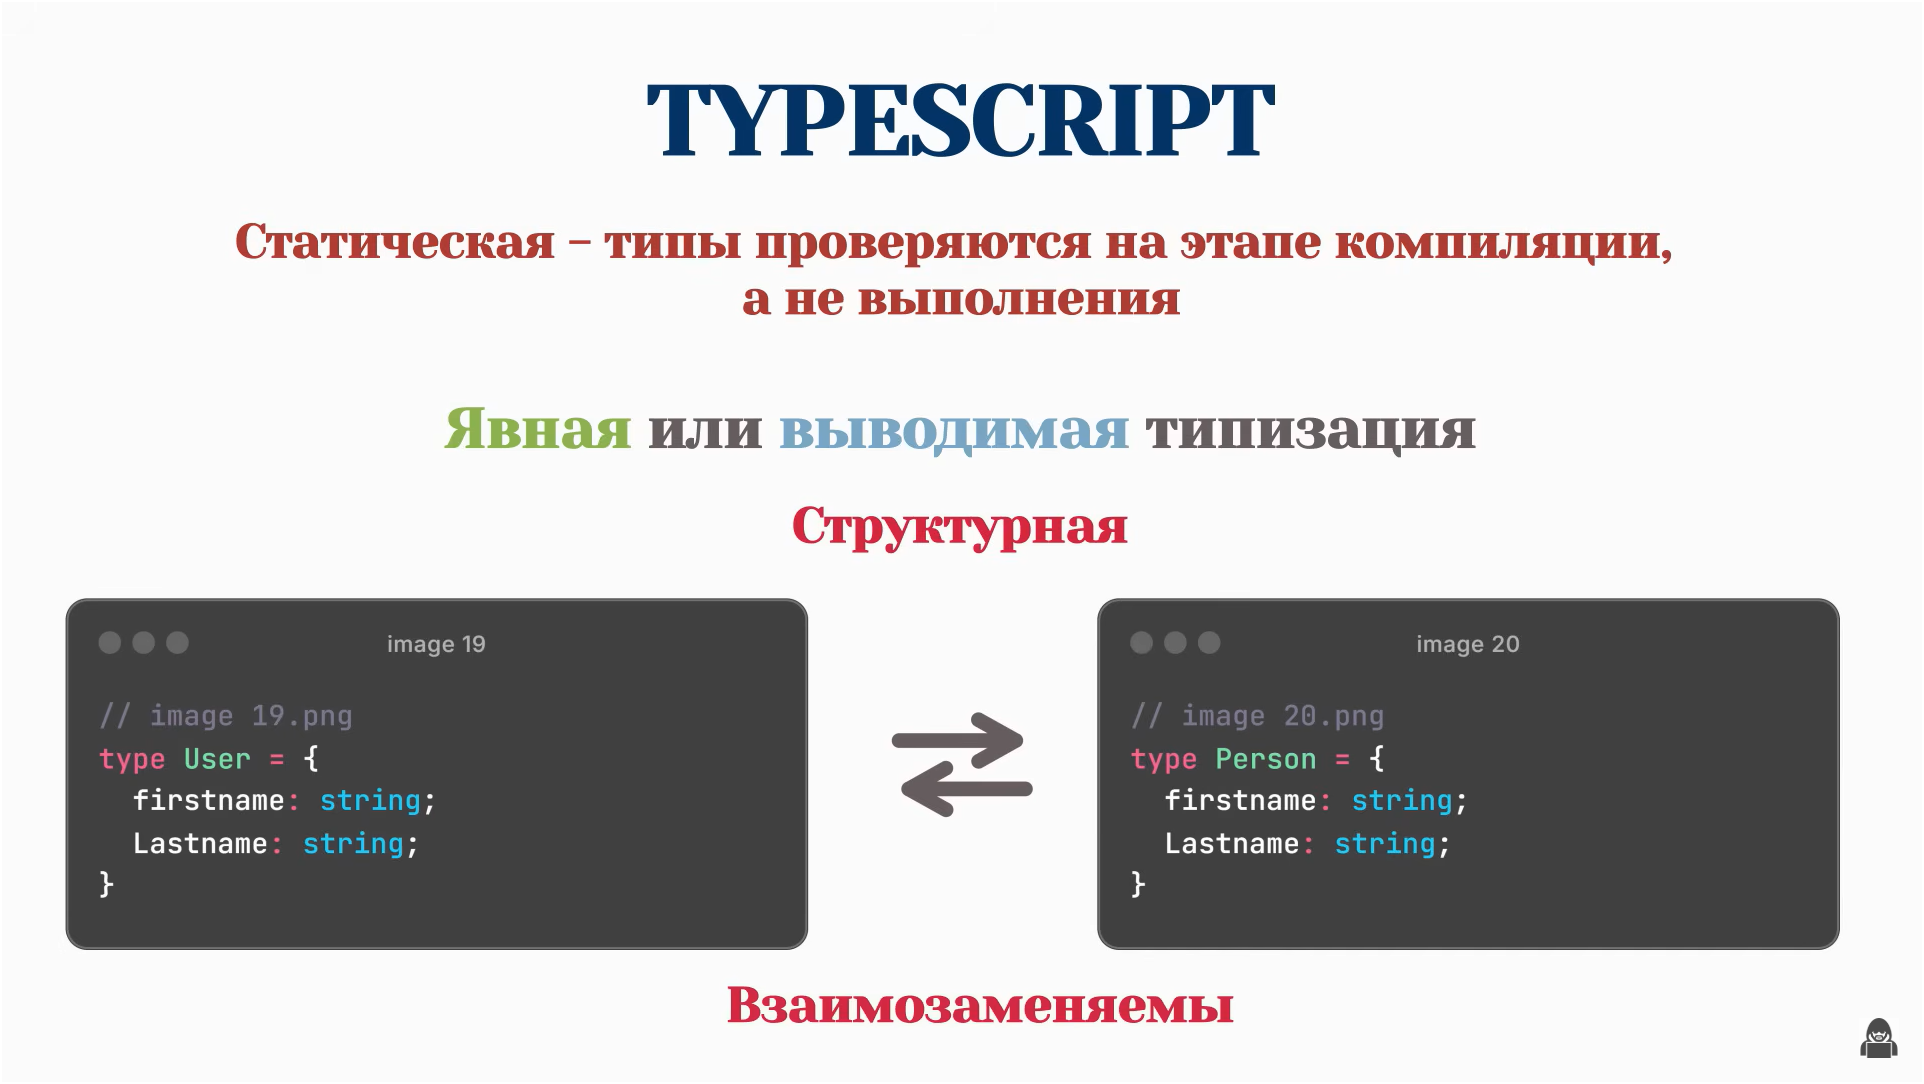 TYPESCRIPT
Статическая – типы проверяются на этапе компиляции,
а не выполнения
Явная или выводимая типизация
Структурная
image 19
// image 19.png
type User = {
  firstname: string;
  Lastname: string;
}
image 20
// image 20.png
type Person = {
  firstname: string;
  Lastname: string;
}
Взаимозаменяемы